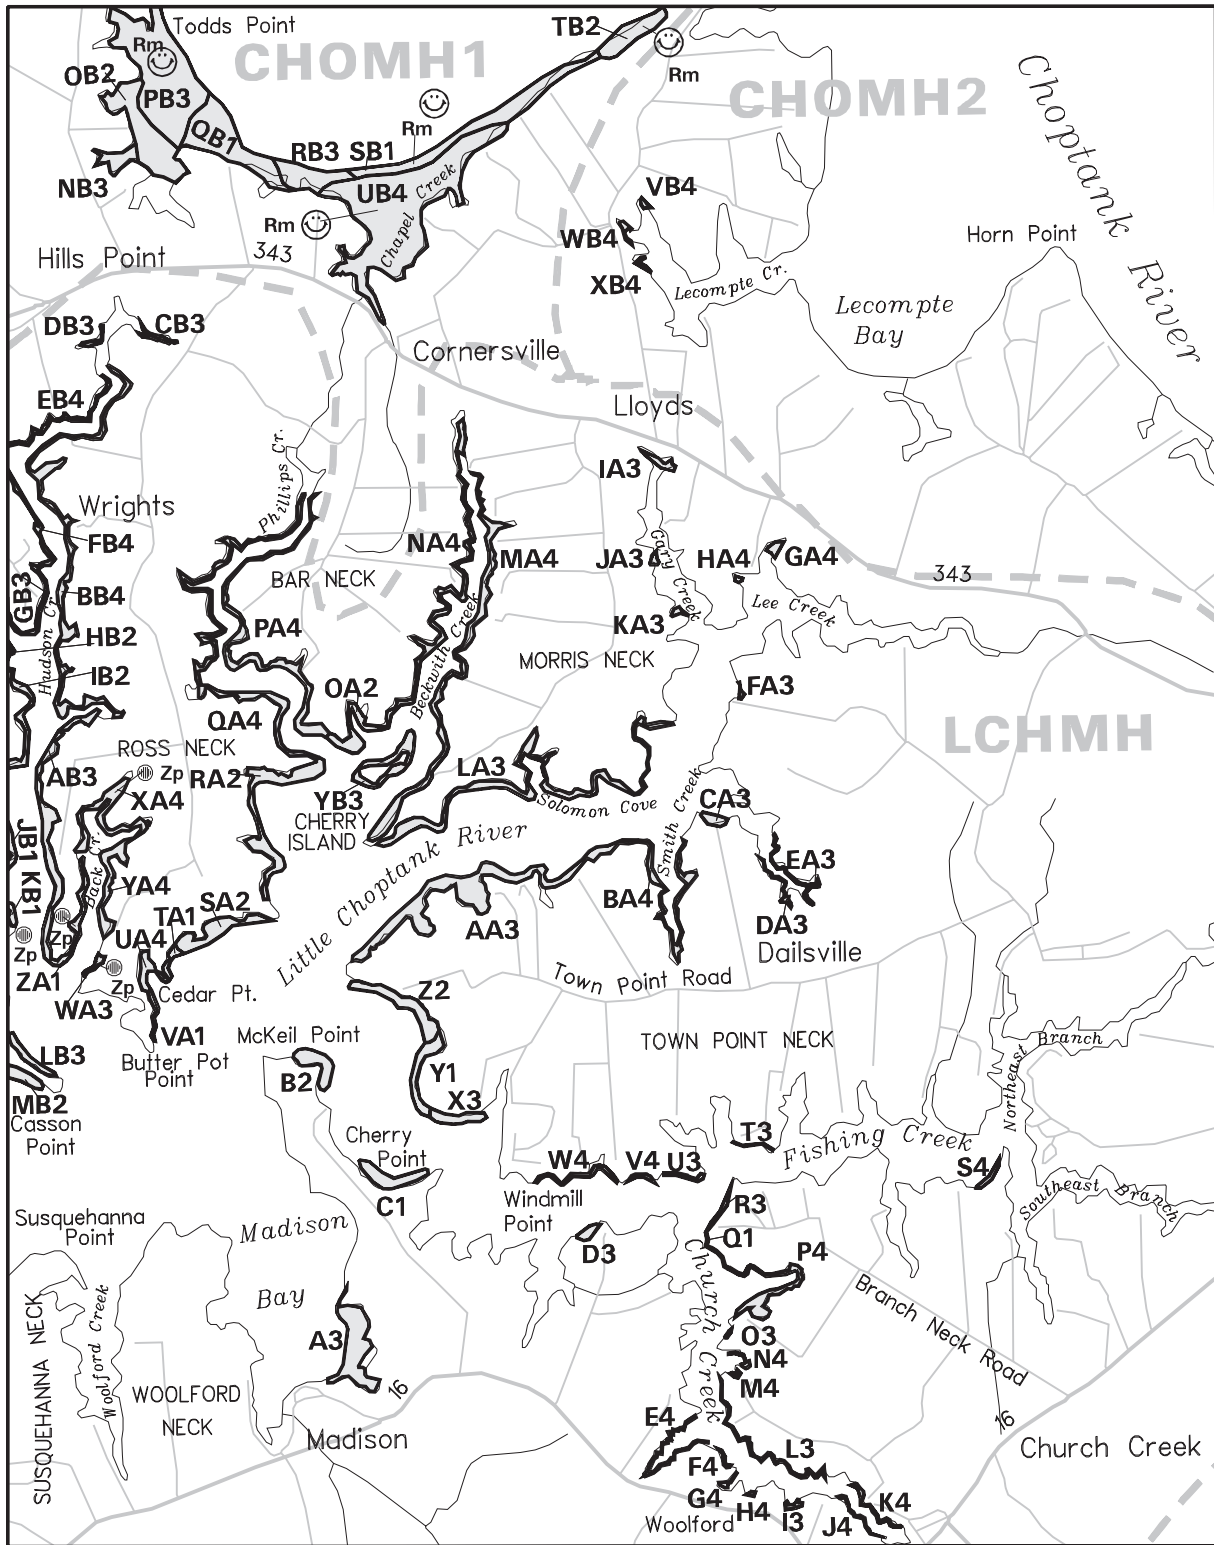 Todds Point
TB2
Rm
CHOMH1
Rm
OB2
PB3
CHOMH2
Choptank River
QB1
Rm
RB3
SB1
NB3
UB4
Chapel Creek
VB4
Rm
WB4
Horn Point
Hills Point
343
XB4
Lecompte Cr.
Lecompte
Bay
DB3
CB3
Cornersville
EB4
Lloyds
Phillips Cr.
IA3
Wrights
FB4
NA4
MA4
JA3
Gary Creek
HA4
GA4
343
GB3
BB4
BAR NECK
Lee Creek
HB2
PA4
KA3
Hudson Cr.
IB2
MORRIS NECK
Beckwith Creek
OA2
FA3
QA4
ROSS NECK
LCHMH
AB3
Zp
RA2
LA3
XA4
YB3
Solomon Cove
CA3
CHERRY
ISLAND
Little Choptank River
Smith Creek
JB1
KB1
Back Cr.
YA4
EA3
SA2
BA4
TA1
AA3
DA3
Zp
Zp
UA4
Dailsville
ZA1
Zp
Town Point Road
WA3
Cedar Pt.
Z2
VA1
McKeil Point
TOWN POINT NECK
Branch
LB3
Butter Pot
Point
B2
Y1
Northeast
MB2
X3
Casson
Point
Cherry
Point
T3
Fishing Creek
W4
V4
U3
S4
C1
Windmill
Point
R3
Southeast Branch
Susquehanna
Point
Madison
Bay
D3
Q1
P4
Church Creek
Branch Neck Road
SUSQUEHANNA NECK
Woolford Creek
A3
O3
N4
M4
16
WOOLFORD
NECK
E4
16
Madison
L3
Church Creek
F4
G4
H4
I3
J4
K4
Woolford